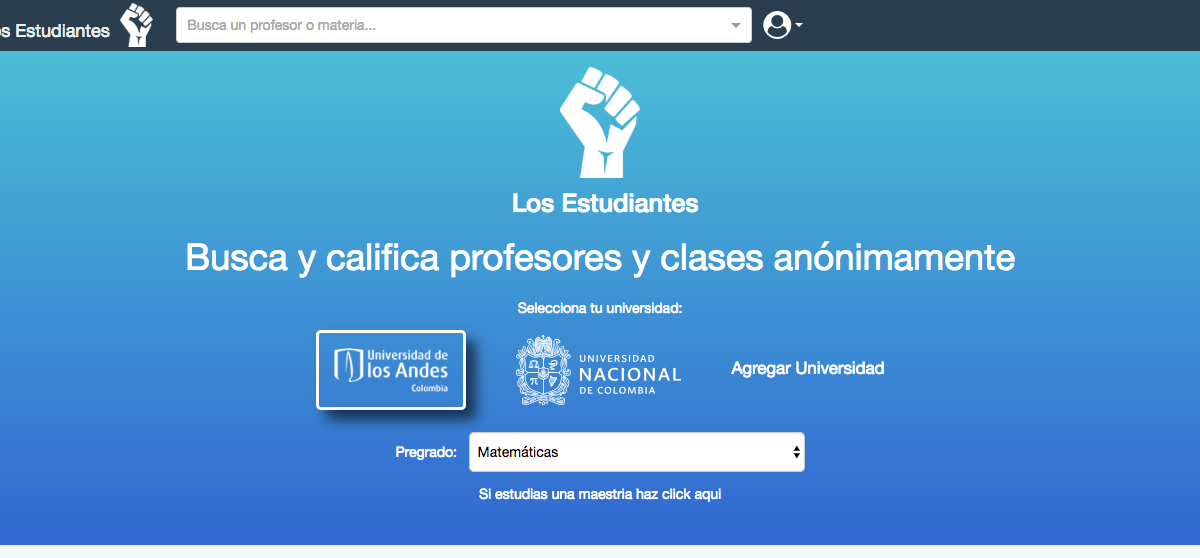 s Estudiantes
Busca un profesor o materia...
Los Estudiantes
Busca y califica profesores y clases anónimamente
Selecciona tu universidad:
Universidad de
los Andes
Colombia
UNIVERSIDAD
NACIONAL
DE COLOMBIA
Agregar Universidad
Pregrado: Matemáticas
Si estudias una maestria haz click aqui